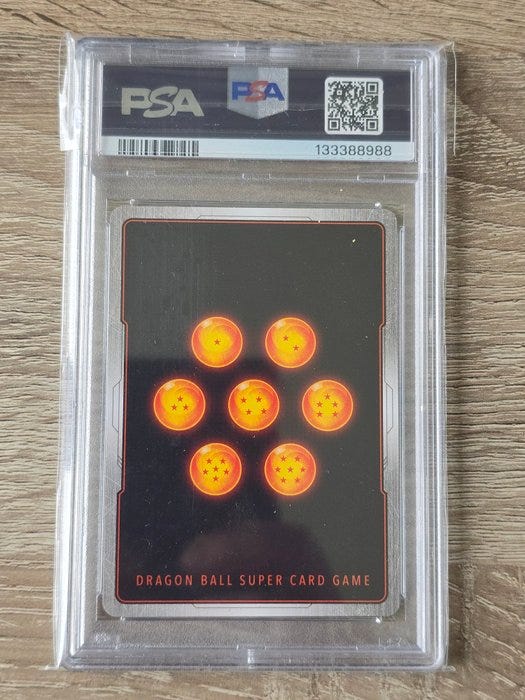 PSA
PSA
133388988
DRAGON BALL SUPER CARD GAME